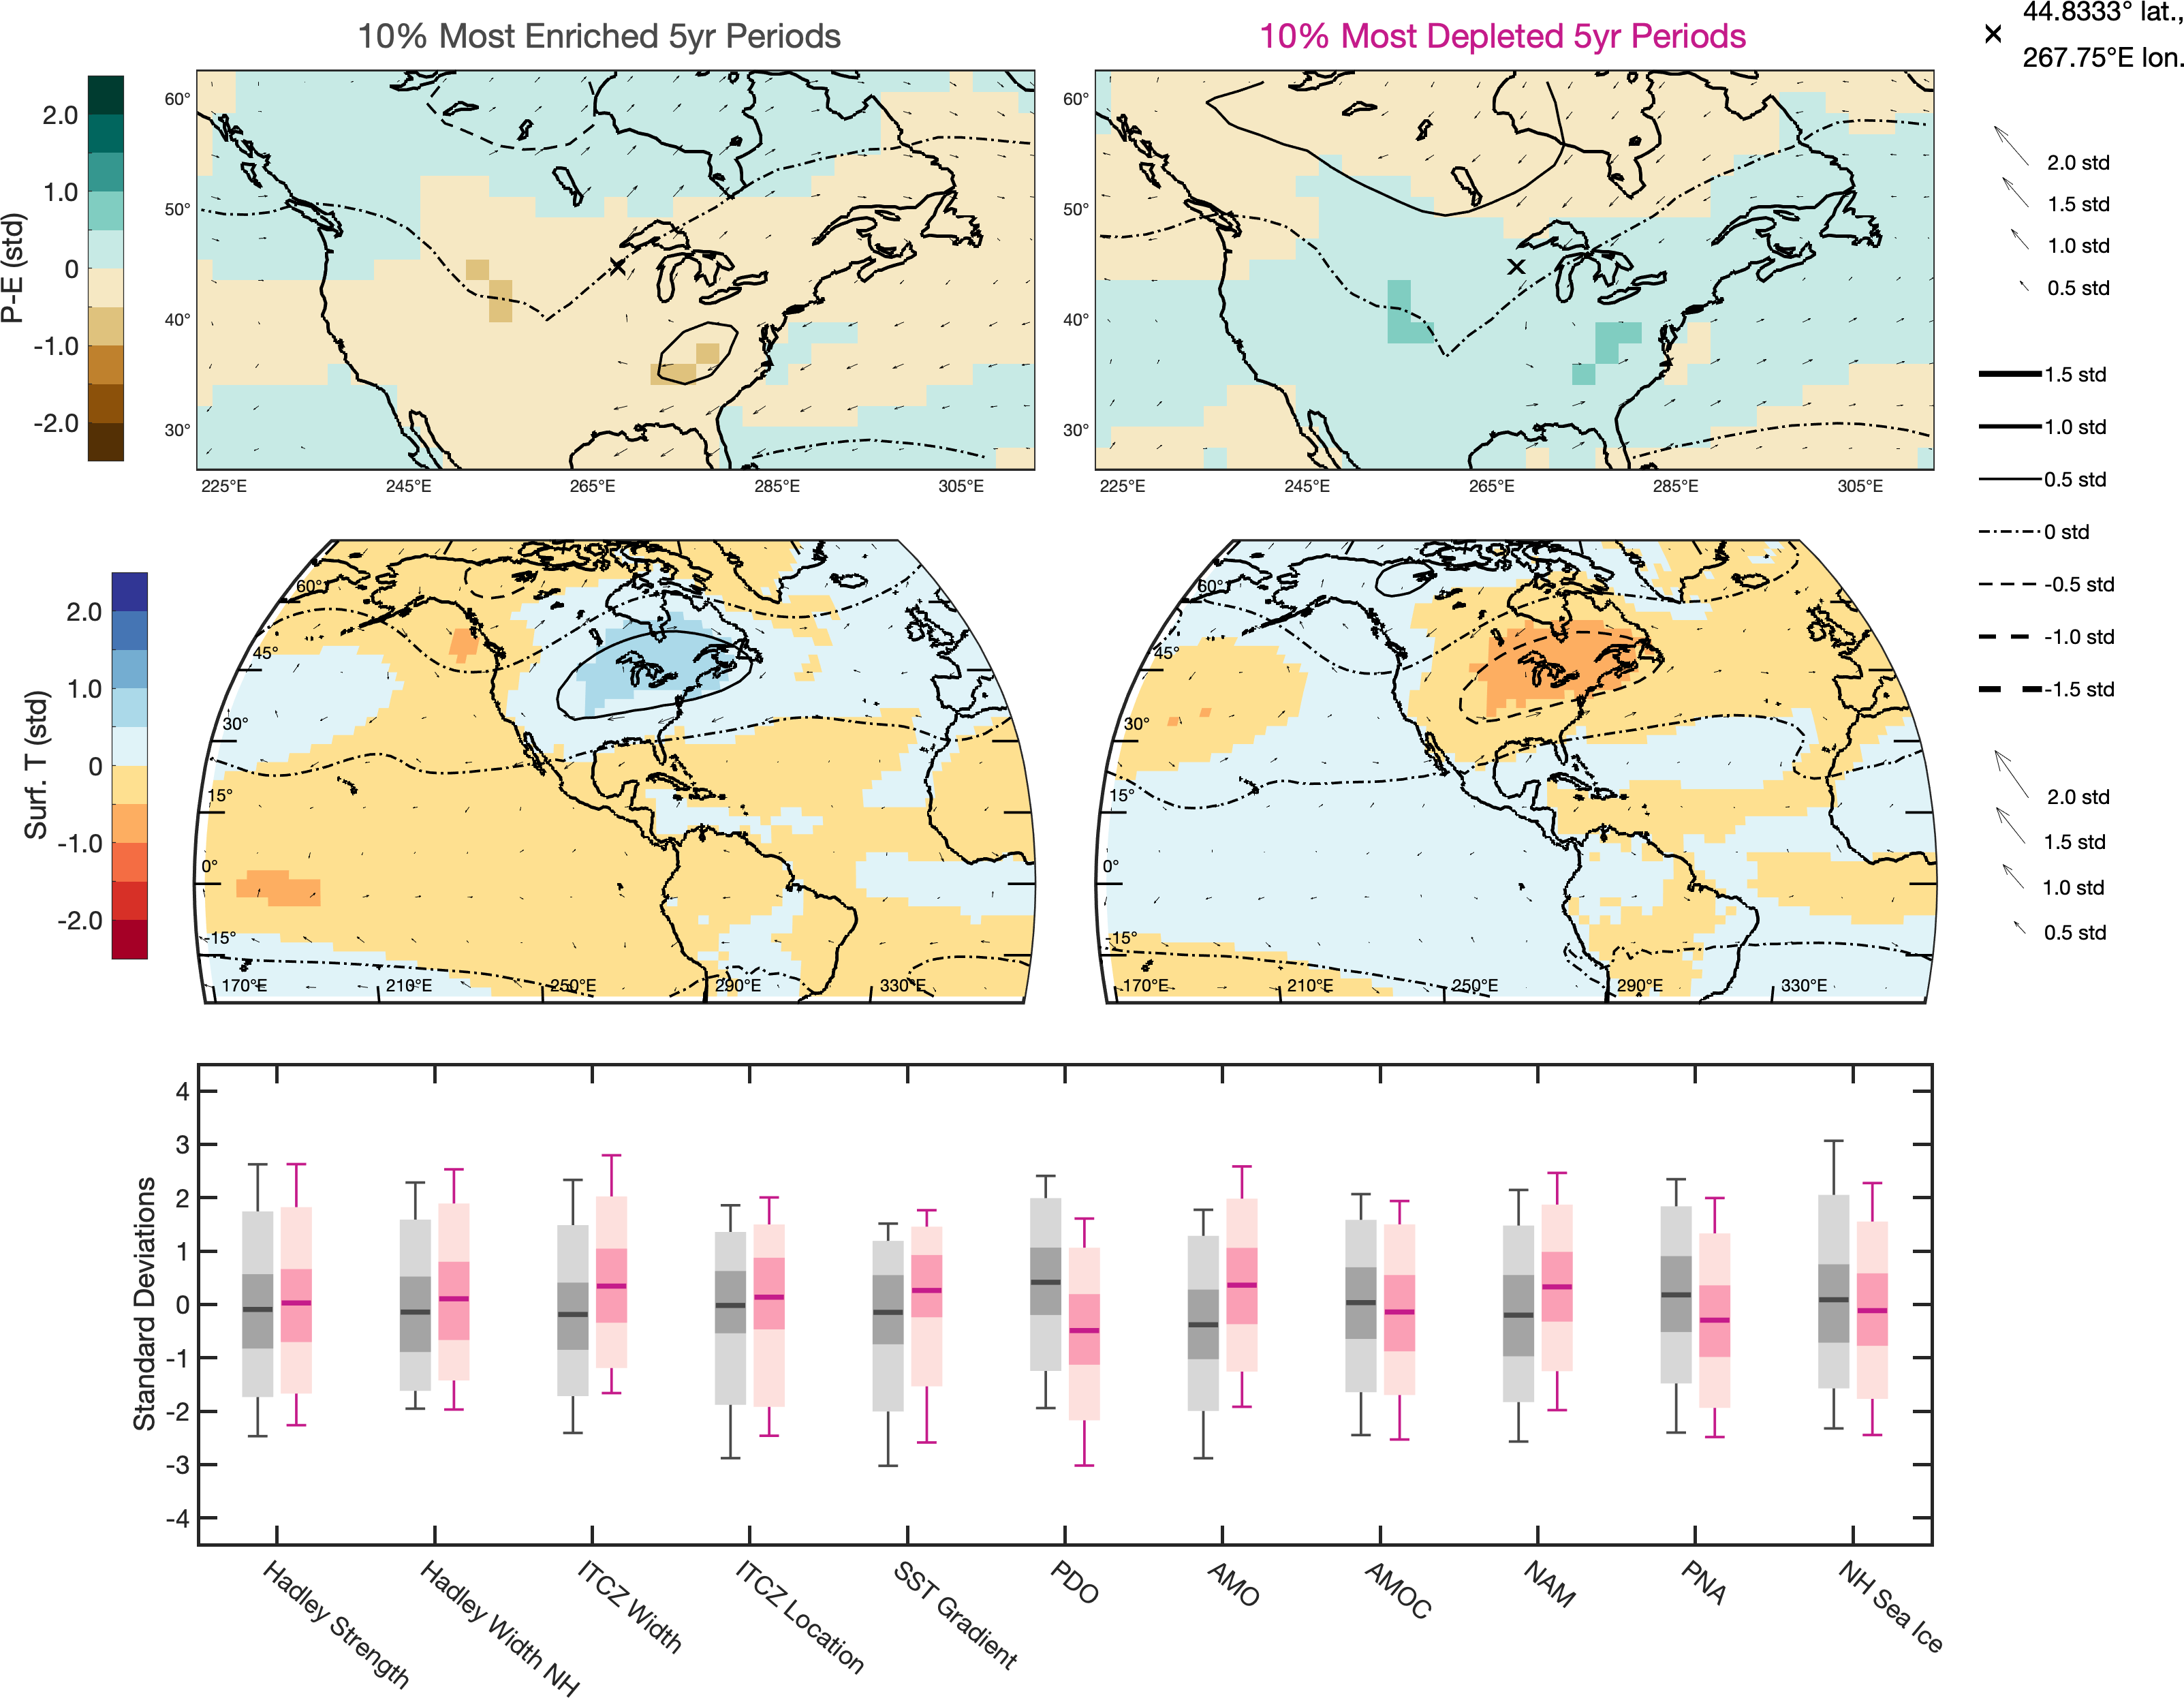 10% Most Enriched 5yr Periods
10% Most Depleted 5yr Periods
44.8333° lat.,
267.75°E lon.
P-E (std)
2.0
1.0
0
-1.0
-2.0
60°
50°
40°
30°
225°E
245°E
265°E
285°E
305°E
60°
50°
40°
30°
225°E
245°E
265°E
285°E
305°E
2.0 std
1.5 std
1.0 std
0.5 std
1.5 std
1.0 std
0.5 std
0 std
-0.5 std
-1.0 std
-1.5 std
Surf. T (std)
2.0
1.0
0
-1.0
-2.0
60°
45°
30°
15°
0°
-15°
170°E
210°E
250°E
290°E
330°E
60°
45°
30°
15°
0°
-15°
170°E
210°E
250°E
290°E
330°E
2.0 std
1.5 std
1.0 std
0.5 std
Standard Deviations
4
3
2
1
0
-1
-2
-3
-4
Hadley Strength
Hadley Width NH
ITCZ Width
ITCZ Location
SST Gradient
PDO
AMO
AMOC
NAM
PNA
NH Sea Ice